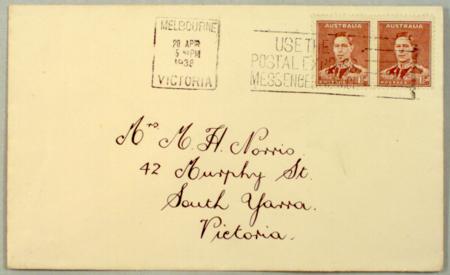 MELBOURNE
20 APR
5 PM
1938
VICTORIA
USE THE
POSTAL
MESSENGER
AUSTRALIA
AUSTRALIA
Mrs M. H. Norris.
42 Murphy St.
South Yarra.
Victoria.